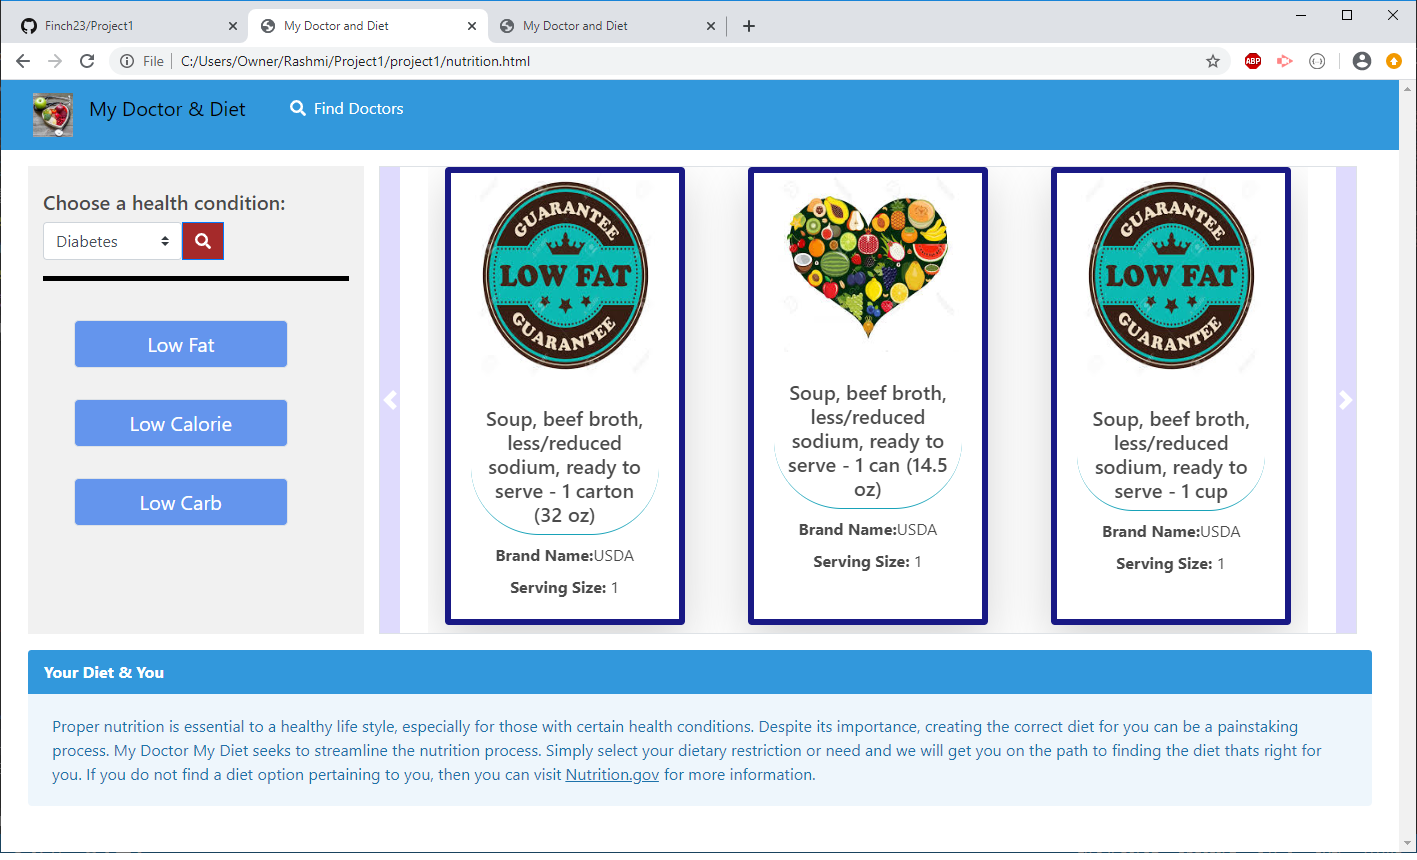 Finch23/Project1
My Doctor and Diet
My Doctor and Diet
File
C:/Users/Owner/Rashmi/Project1/project1/nutrition.html
ABP
My Doctor & Diet
Find Doctors
Choose a health condition:
Diabetes
Low Fat
Low Calorie
Low Carb
GUARANTEE
LOW FAT
GUARANTEE
Soup, beef broth,
less/reduced
sodium, ready to
serve - 1 carton
(32 oz)
Brand Name:USDA
Serving Size: 1
Soup, beef broth,
less/reduced
sodium, ready to
serve - 1 can (14.5
oz)
Brand Name:USDA
Serving Size: 1
GUARANTEE
LOW FAT
GUARANTEE
Soup, beef broth,
less/reduced
sodium, ready to
serve - 1 cup
Brand Name:USDA
Serving Size: 1
Your Diet & You
Proper nutrition is essential to a healthy life style, especially for those with certain health conditions. Despite its importance, creating the correct diet for you can be a painstaking
process. My Doctor My Diet seeks to streamline the nutrition process. Simply select your dietary restriction or need and we will get you on the path to finding the diet thats right for
you. If you do not find a diet option pertaining to you, then you can visit Nutrition.gov for more information.